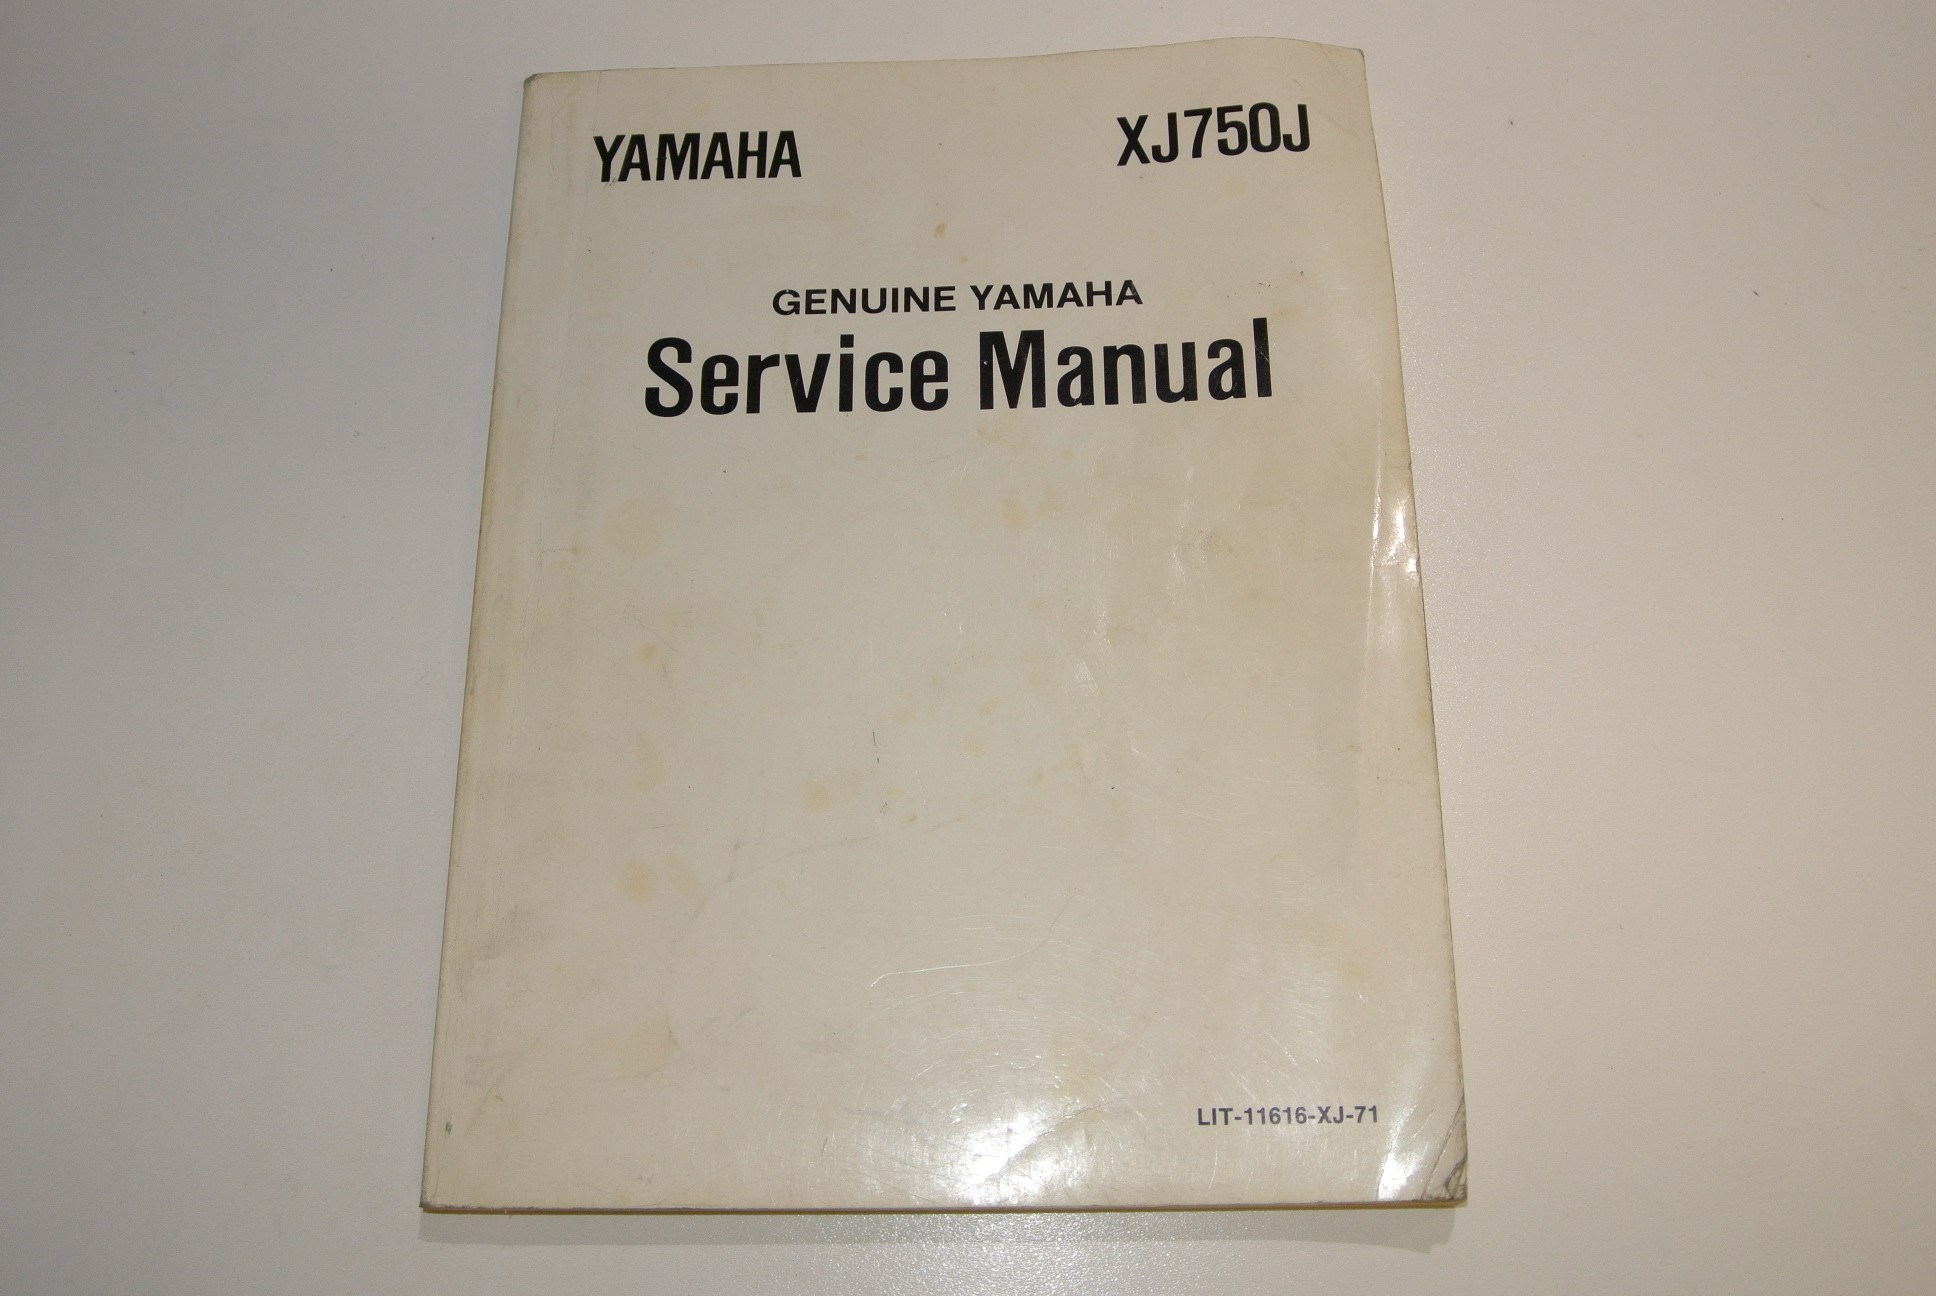 YAMAHA XJ750J
GENUINE YAMAHA
Service Manual
LIT-11616-XJ-71